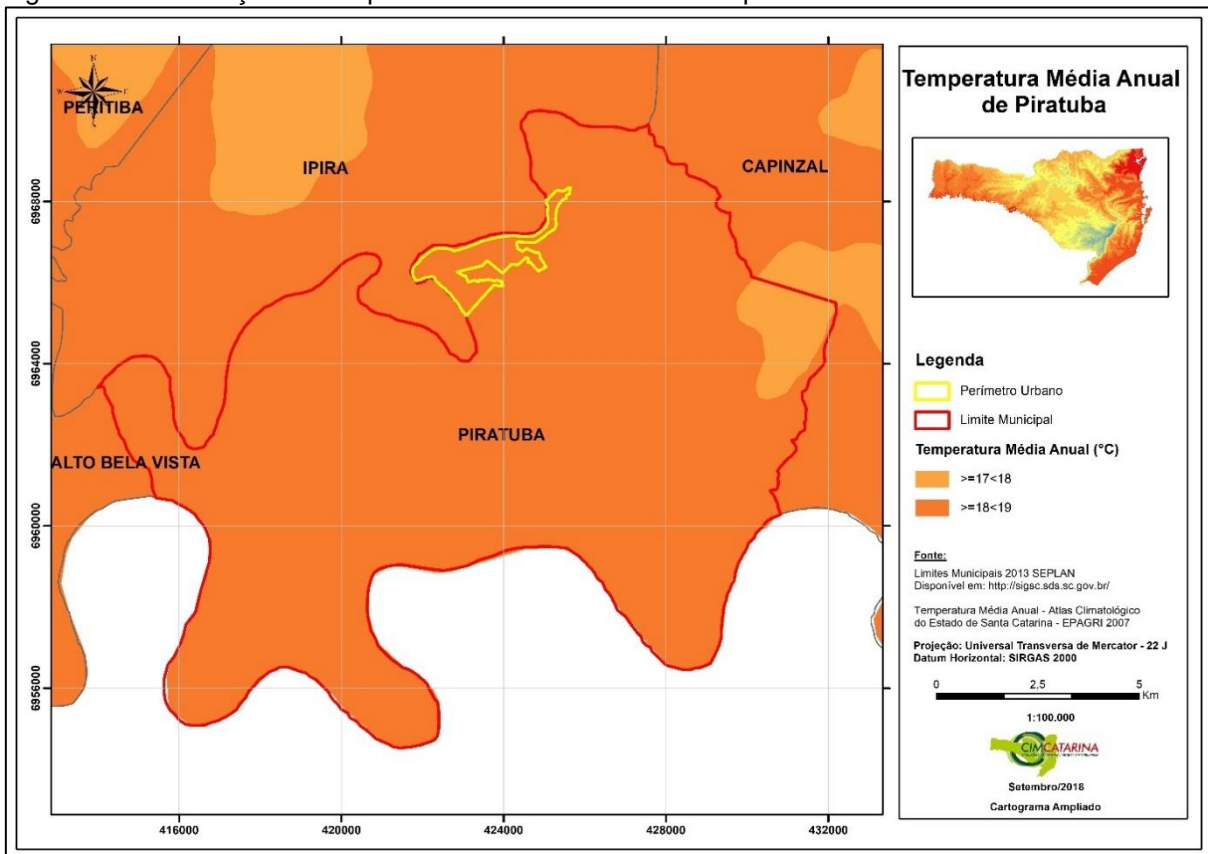 Temperatura Média Anual
de Piratuba
N
PERITIBA
IPIRA
CAPINZAL
PIRATUBA
ALTO BELA VISTA
6968000
6964000
6960000
6956000
416000
420000
424000
428000
432000
Legenda
Perímetro Urbano
Limite Municipal
Temperatura Média Anual (°C)
>=17<18
>=18<19
Fonte:
Limites Municipais 2013 SEPLAN
Disponível em: http://sigsc.sds.sc.gov.br/
Temperatura Média Anual - Atlas Climatológico
do Estado de Santa Catarina - EPAGRI 2007
Projeção: Universal Transversa de Mercator - 22 J
Datum Horizontal: SIRGAS 2000
0 2,5 5
Km
1:100.000
CIMCATARINA
Setembro/2018
Cartograma Ampliado